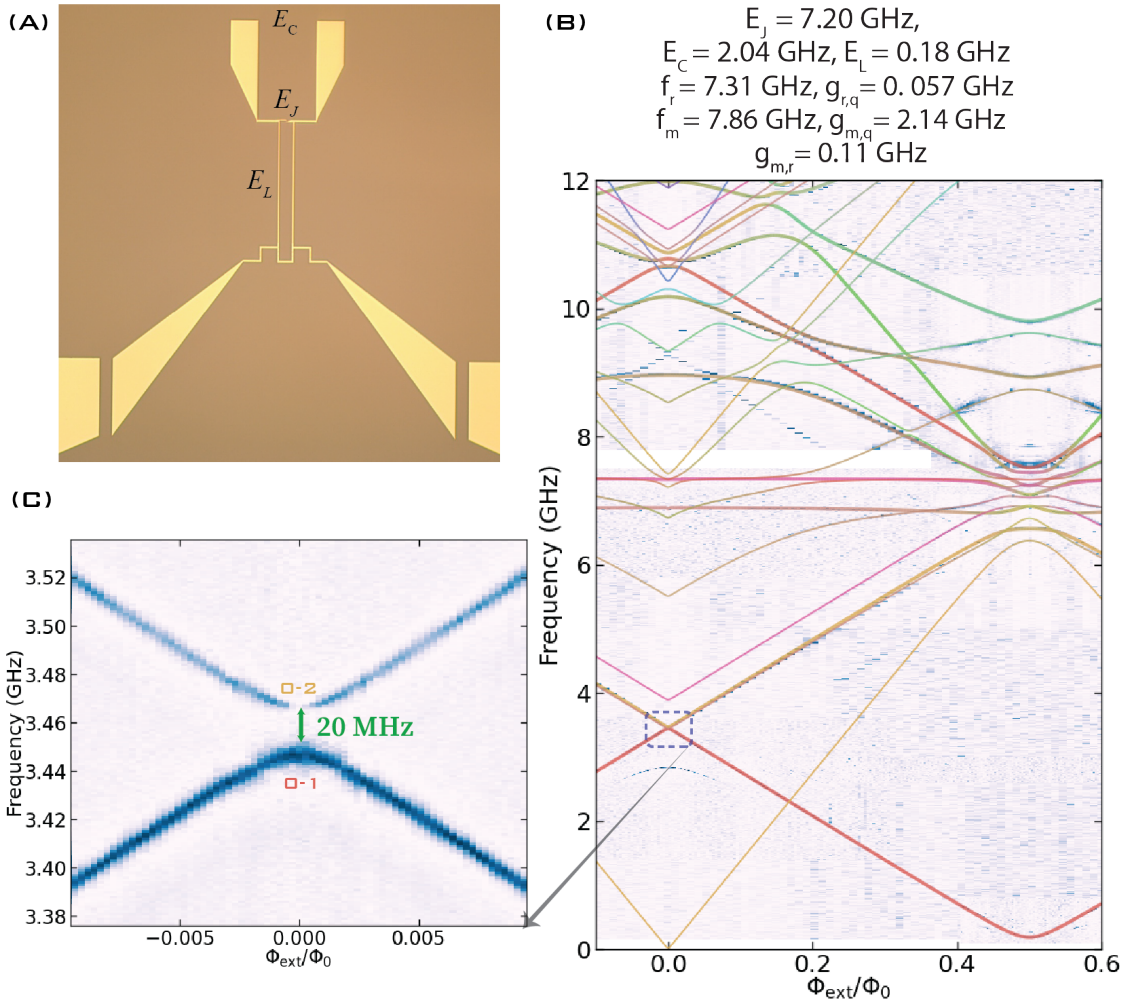 (A)
E_C
E_J
E_L
(B)
E_J = 7.20 GHz,
E_C = 2.04 GHz, E_L = 0.18 GHz
f_r = 7.31 GHz, g_{r,q} = 0.057 GHz
f_m = 7.86 GHz, g_{m,q} = 2.14 GHz
g_{m,r} = 0.11 GHz
12
10
8
6
4
2
0
Frequency (GHz)
0.0 0.2 0.4 0.6
Φ_ext/Φ_0
(C)
3.52
3.50
3.48
3.46
3.44
3.42
3.40
3.38
Frequency (GHz)
0-2
20 MHz
0-1
−0.005 0.000 0.005
Φ_ext/Φ_0